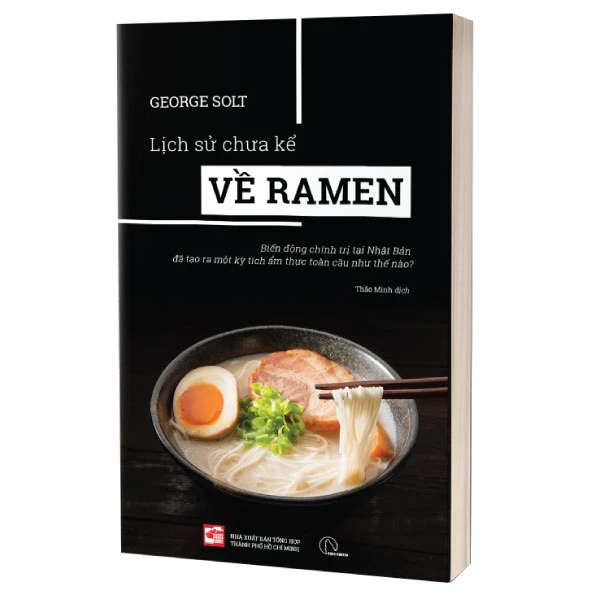 GEORGE SOLT
Lịch sử chưa kể
VỀ RAMEN
Biến động chính trị tại Nhật Bản
đã tạo ra một kỳ tích ẩm thực toàn cầu như thế nào?
Thảo Minh dịch
NHÀ XUẤT BẢN TỔNG HỢP
THÀNH PHỐ HỒ CHÍ MINH